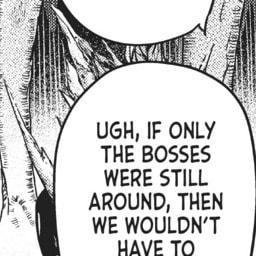 UGH, IF ONLY
THE BOSSES
WERE STILL
AROUND, THEN
WE WOULDN'T
HAVE TO